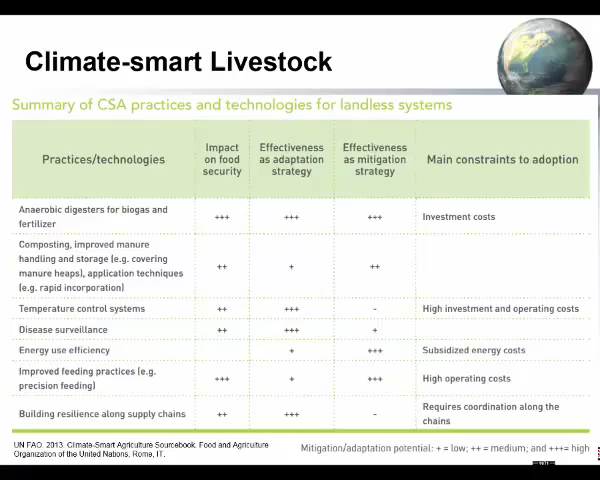 Climate-smart Livestock
Summary of CSA practices and technologies for landless systems
Practices/technologies
Impact
on food
security
Effectiveness
as adaptation
strategy
Effectiveness
as mitigation
strategy
Main constraints to adoption
Anaerobic digesters for biogas and
fertilizer
+++ +++ +++ Investment costs
Composting, improved manure
handling and storage (e.g. covering
manure heaps), application techniques
(e.g. rapid incorporation)
++ + ++
Temperature control systems ++ +++ - High investment and operating costs
Disease surveillance ++ +++ +
Energy use efficiency + +++ Subsidized energy costs
Improved feeding practices (e.g.
precision feeding)
+++ + +++ High operating costs
Building resilience along supply chains ++ +++ -
Requires coordination along the
chains
UN FAO. 2013. Climate-Smart Agriculture Sourcebook. Food and Agriculture
Organization of the United Nations, Rome, IT.
Mitigation/adaptation potential: + = low; ++ = medium; and +++= high